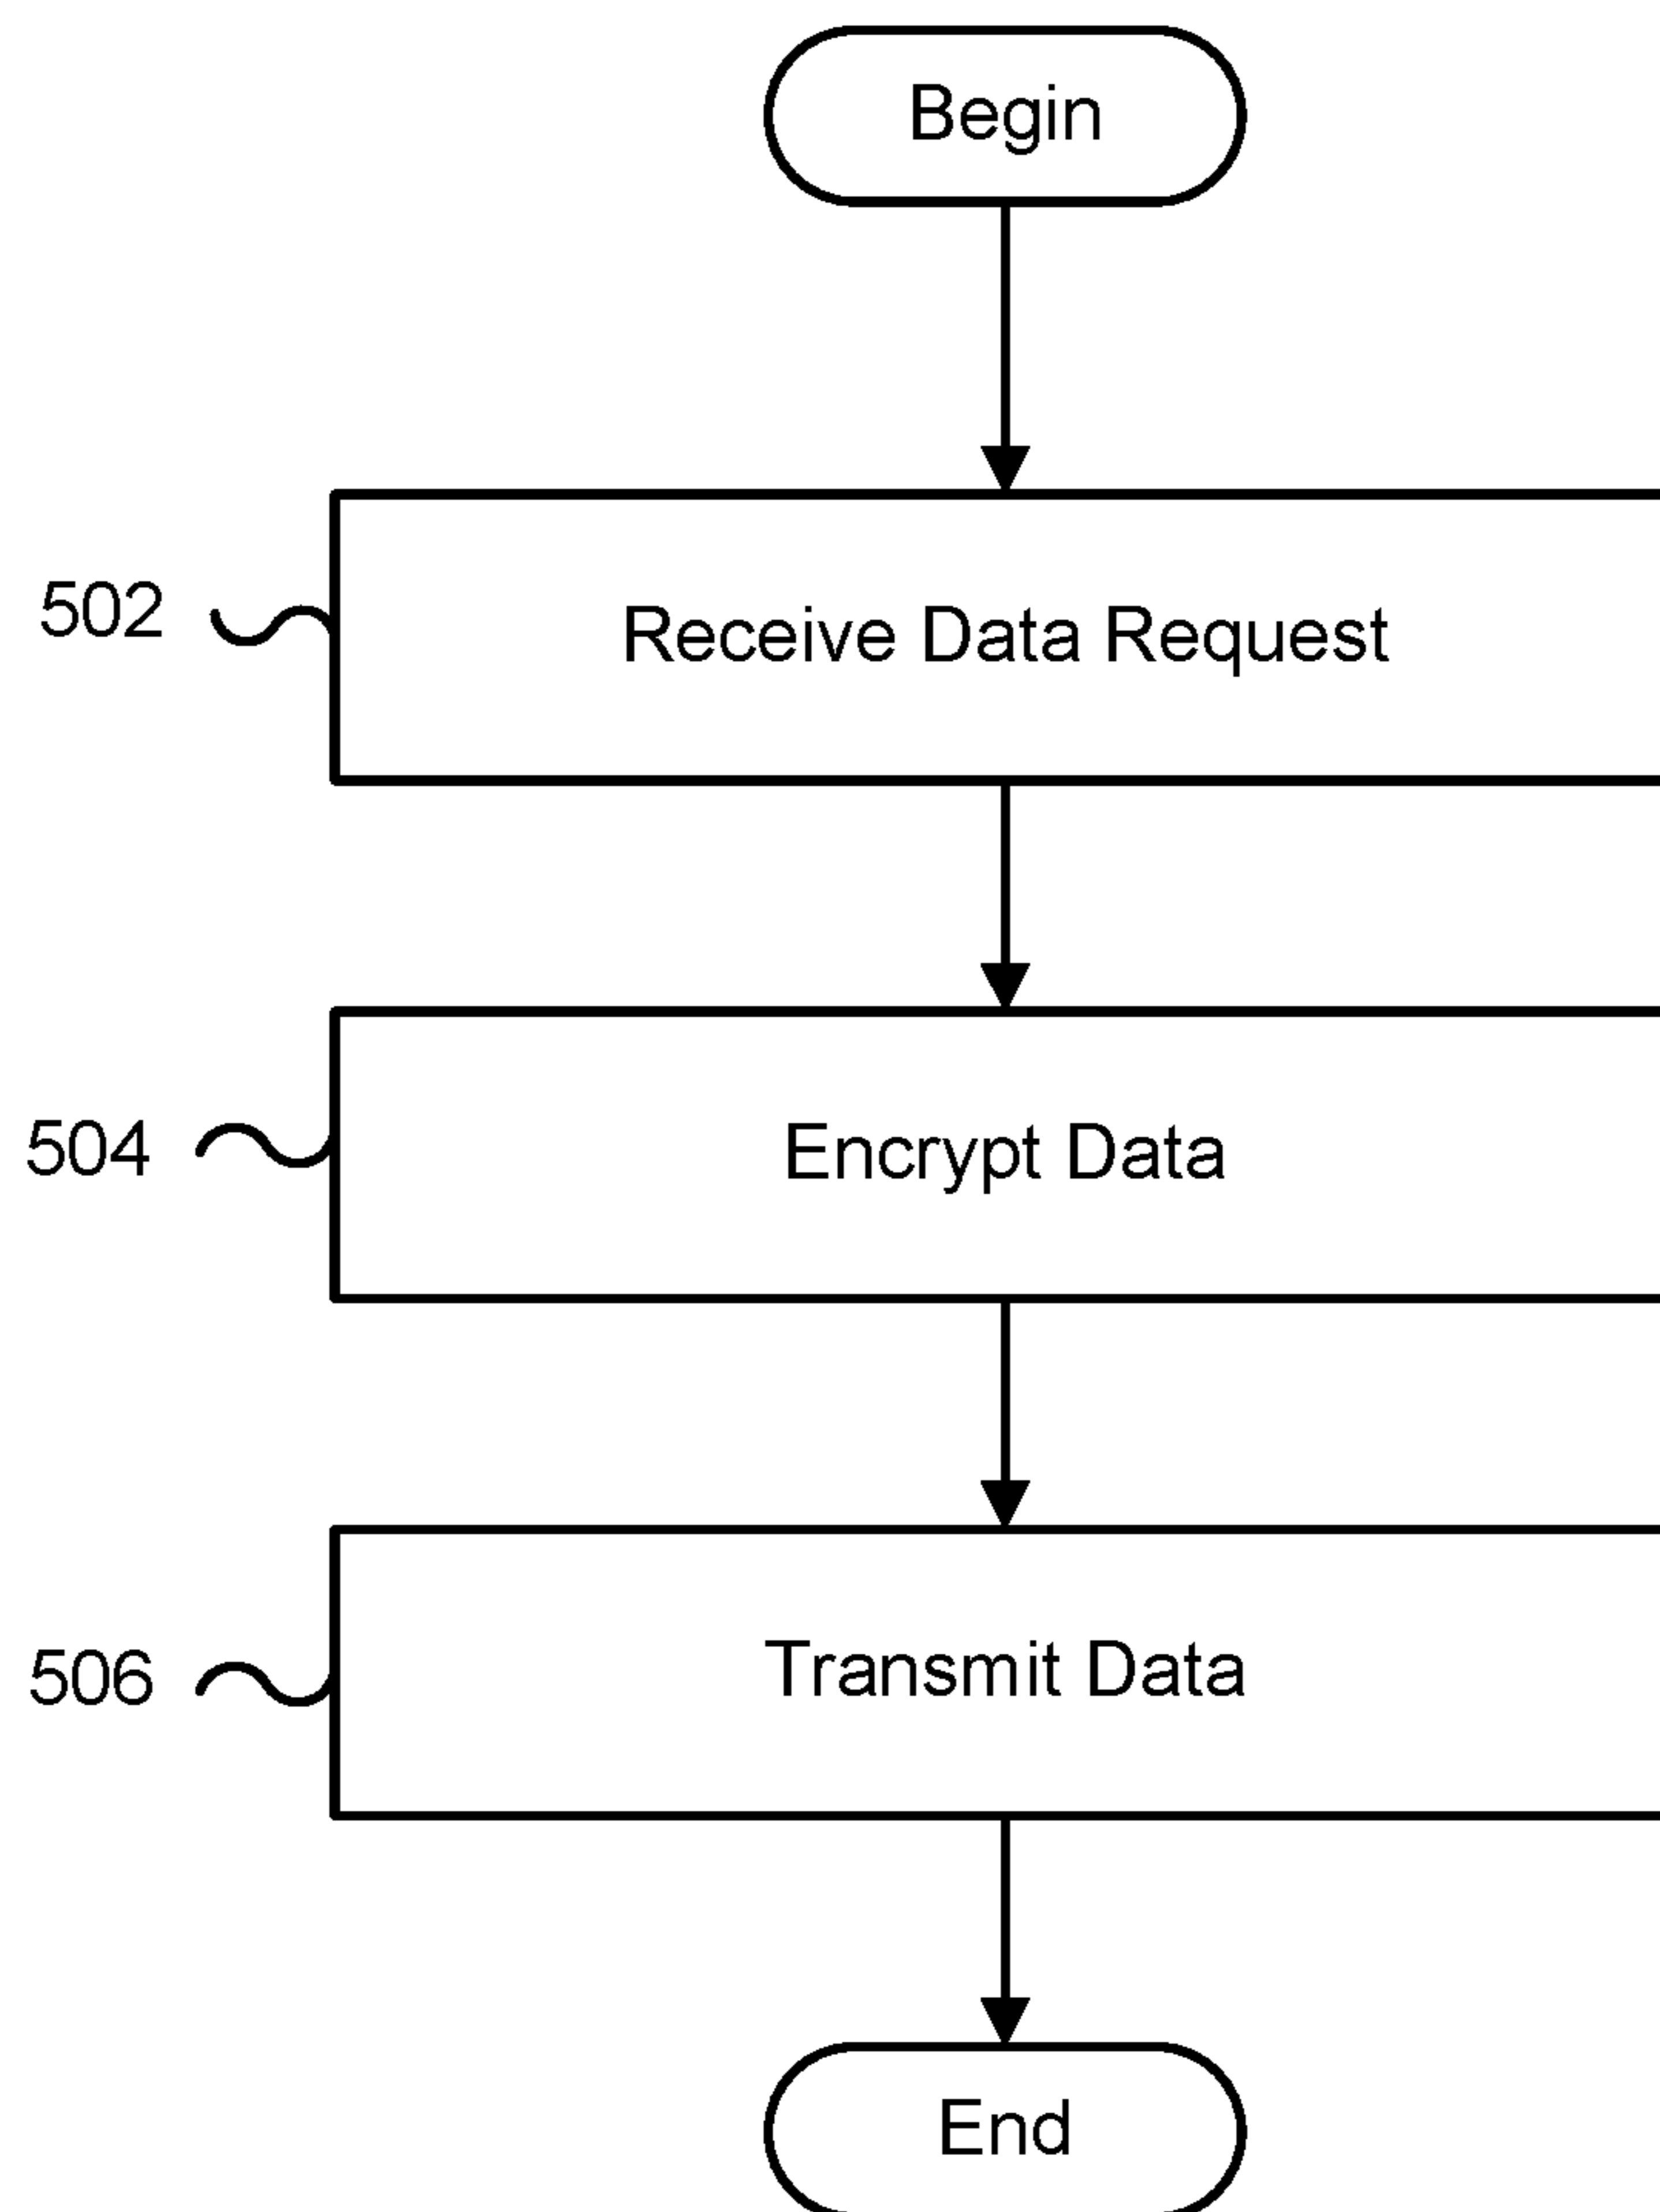 Begin
502
Receive Data Request
504
Encrypt Data
506
Transmit Data
End